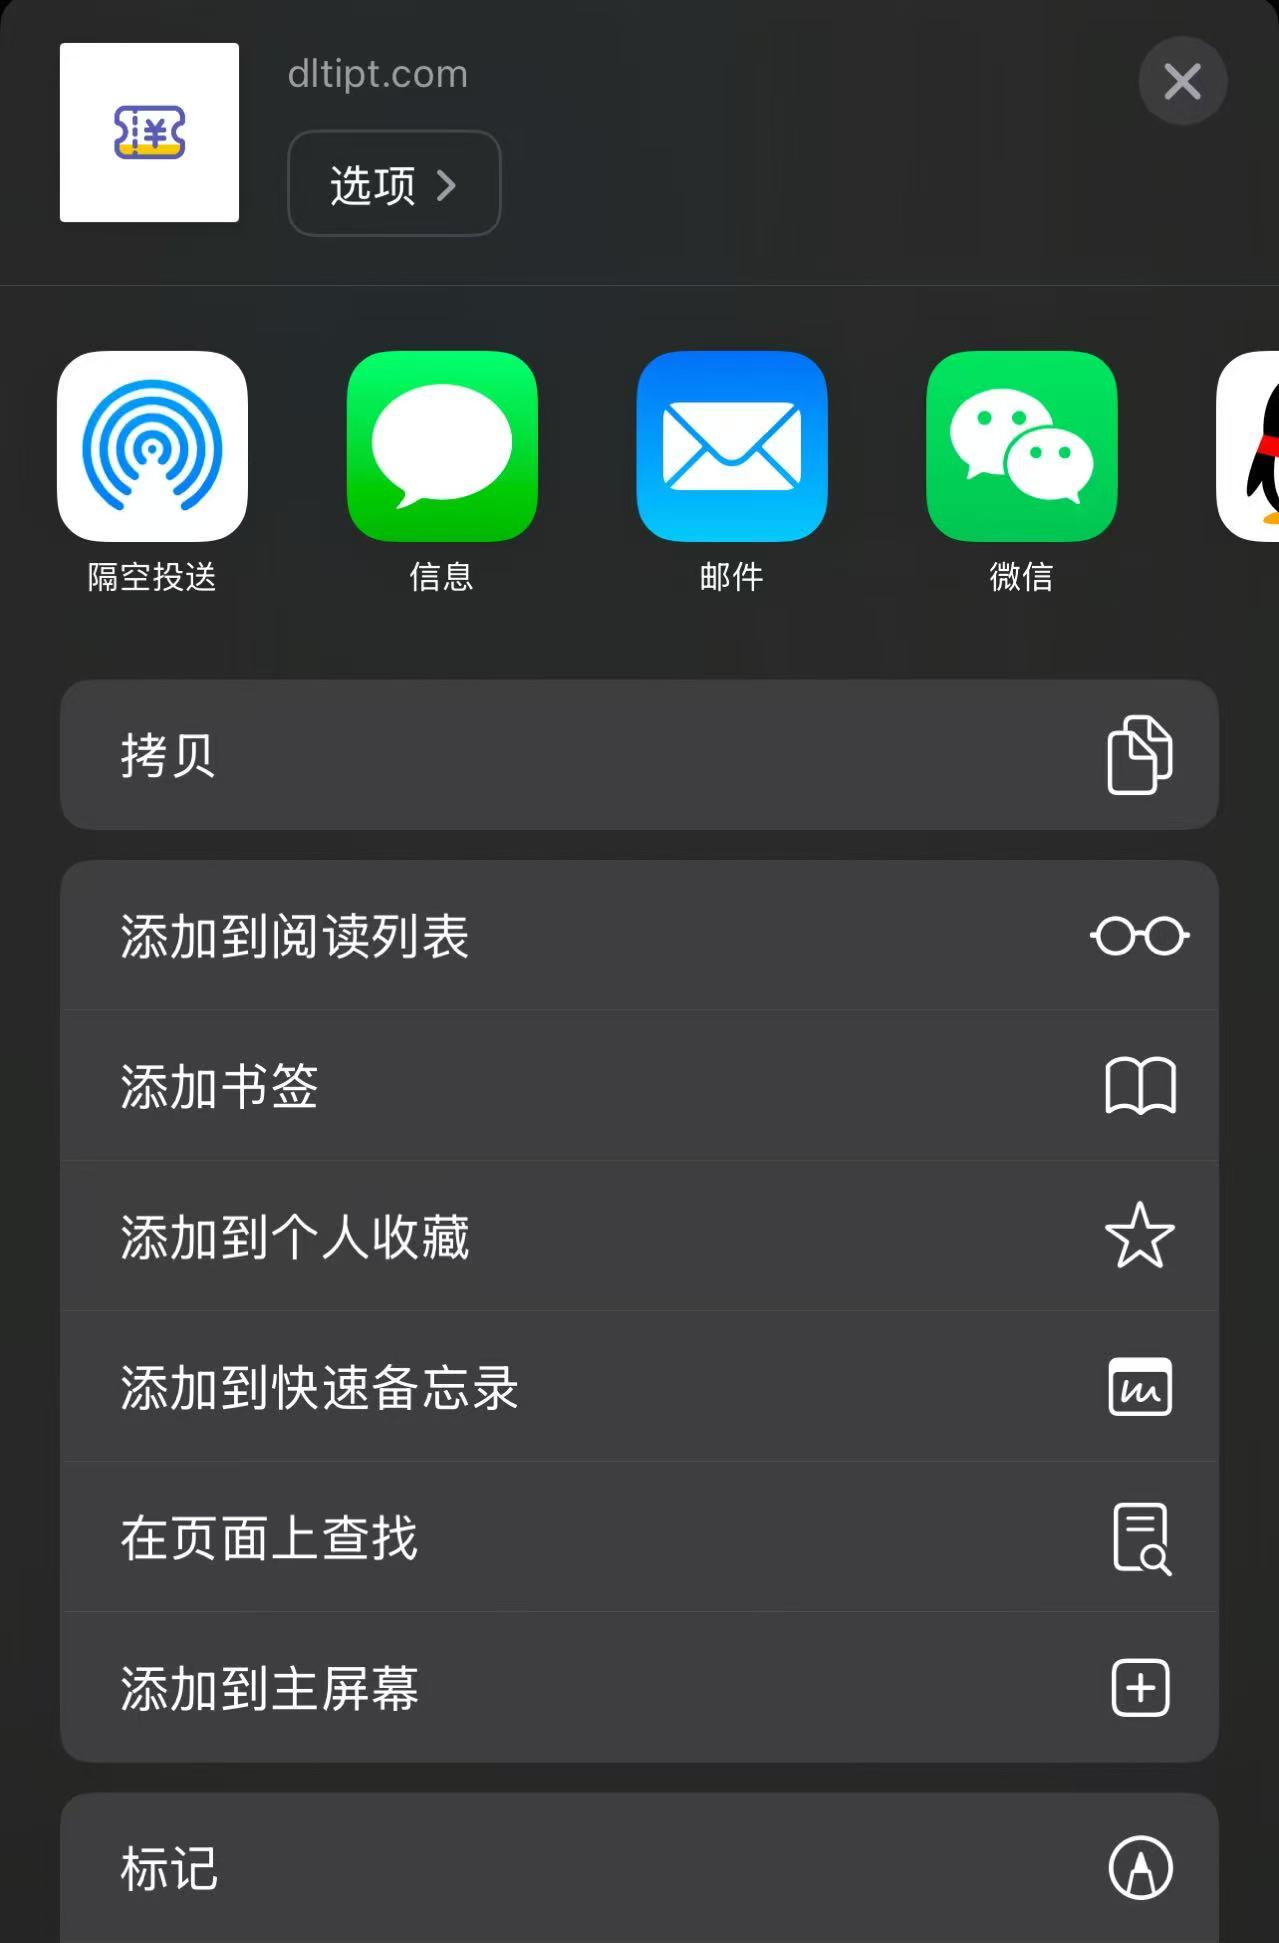 dltipt.com
选项
隔空投送
信息
邮件
微信
拷贝
添加到阅读列表
添加书签
添加到个人收藏
添加到快速备忘录
在页面上查找
添加到主屏幕
标记